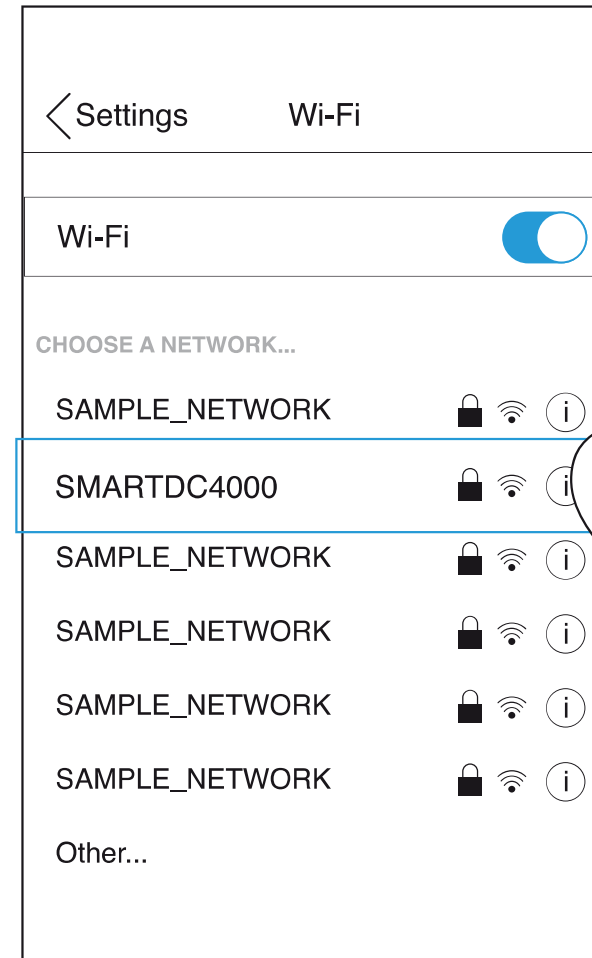 Settings Wi-Fi
Wi-Fi
CHOOSE A NETWORK...
SAMPLE_NETWORK i
SMARTDC4000 i
SAMPLE_NETWORK i
SAMPLE_NETWORK i
SAMPLE_NETWORK i
SAMPLE_NETWORK i
Other...